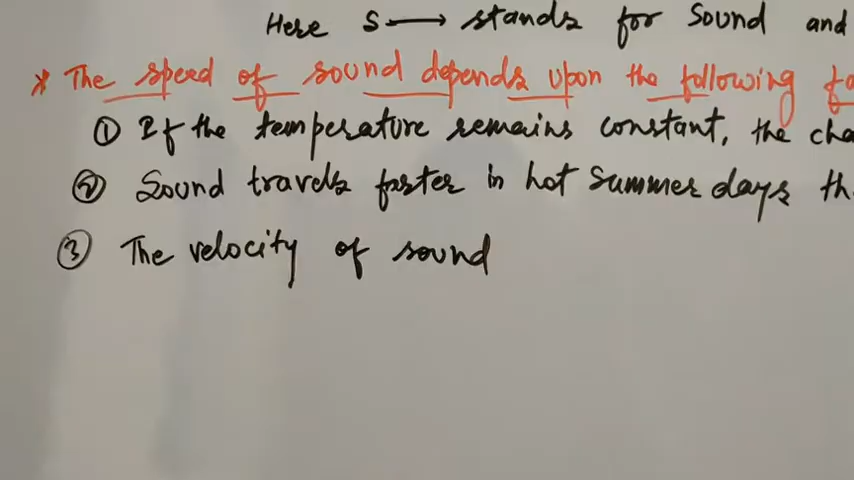 Here S → stands for Sound and
* The speed of sound depends upon the following
① If the temperature remains constant, the
② Sound travels faster in hot summer days
③ The velocity of sound